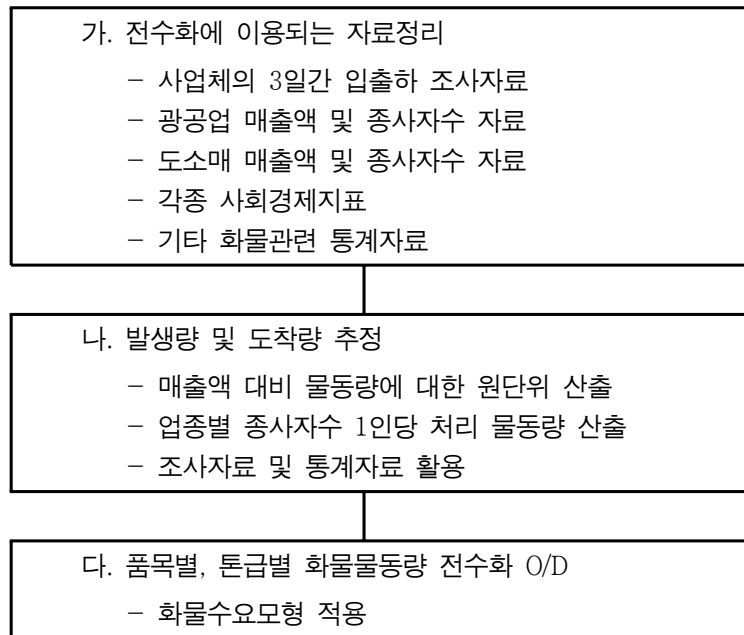 가. 전수화에 이용되는 자료정리
- 사업체의 3일간 입출하 조사자료
- 광공업 매출액 및 종사자수 자료
- 도소매 매출액 및 종사자수 자료
- 각종 사회경제지표
- 기타 화물관련 통계자료
나. 발생량 및 도착량 추정
- 매출액 대비 물동량에 대한 원단위 산출
- 업종별 종사자수 1인당 처리 물동량 산출
- 조사자료 및 통계자료 활용
다. 품목별, 톤급별 화물물동량 전수화 O/D
- 화물수요모형 적용